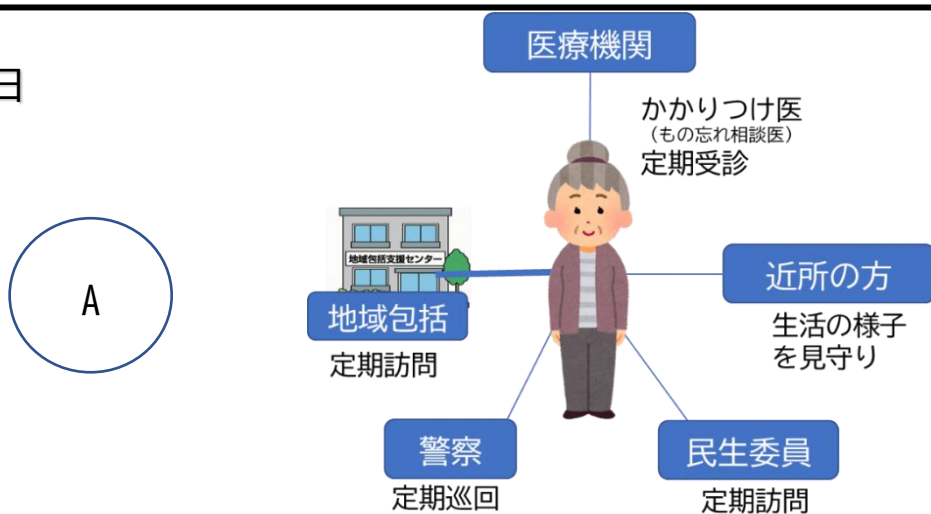 日
医療機関
かかりつけ医
（もの忘れ相談医）
定期受診
A
地域包括支援センター
地域包括
定期訪問
近所の方
生活の様子
を見守り
警察
定期巡回
民生委員
定期訪問